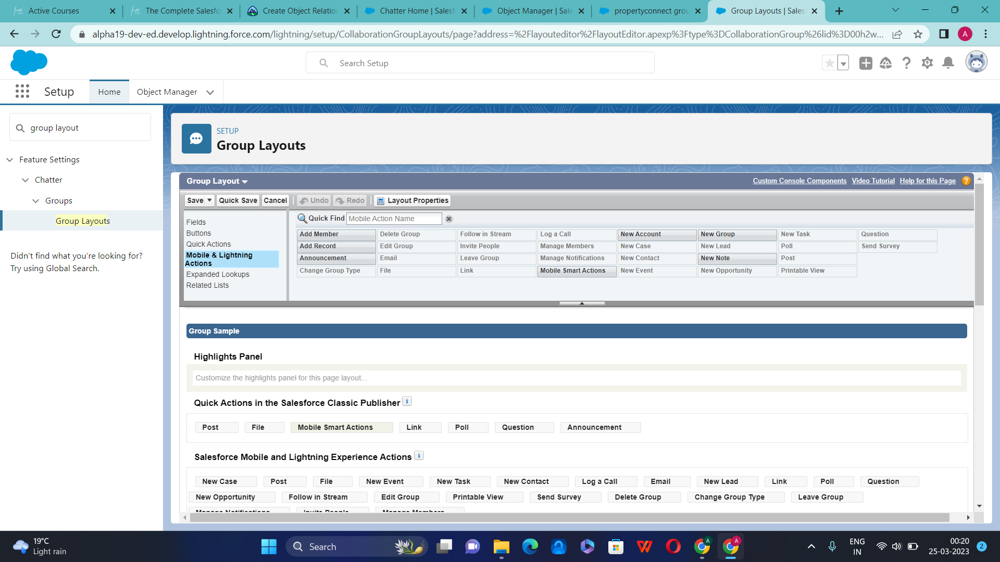 Active Courses
The Complete Salesfo
Create Object Relation
Chatter Home | Salesf
Object Manager | Sale
propertyconnect grou
Group Layouts | Sales
alpha19-dev-ed.develop.lightning.force.com/lightning/setup/CollaborationGroupLayouts/page?address=%2Flayouteditor%2FlayoutEditor.apexp%3Ftype%3DCollaborationGroup%26lid%3D00h2w...
A
Search Setup
Setup
Home
Object Manager
group layout
Feature Settings
Chatter
Groups
Group Layouts
Didn't find what you're looking for?
Try using Global Search.
SETUP
Group Layouts
Group Layout
Custom Console Components
Video Tutorial
Help for this Page
?
Save
Quick Save
Cancel
Undo
Redo
Layout Properties
Fields
Buttons
Quick Actions
Mobile & Lightning
Actions
Expanded Lookups
Related Lists
Quick Find
Mobile Action Name
Add Member
Delete Group
Follow in Stream
Log a Call
New Account
New Group
New Task
Question
Add Record
Edit Group
Invite People
Manage Members
New Case
New Lead
Poll
Send Survey
Announcement
Email
Leave Group
Manage Notifications
New Contact
New Note
Post
Change Group Type
File
Link
Mobile Smart Actions
New Event
New Opportunity
Printable View
Group Sample
Highlights Panel
Customize the highlights panel for this page layout...
Quick Actions in the Salesforce Classic Publisher
i
Post
File
Mobile Smart Actions
Link
Poll
Question
Announcement
Salesforce Mobile and Lightning Experience Actions
i
New Case
Post
File
New Event
New Task
New Contact
Log a Call
Email
New Lead
Link
Poll
Question
New Opportunity
Follow in Stream
Edit Group
Printable View
Send Survey
Delete Group
Change Group Type
Leave Group
Manage Notifications
Invite People
Manage Members
19°C
Light rain
Search
A
A
ENG
IN
00:20
25-03-2023
2